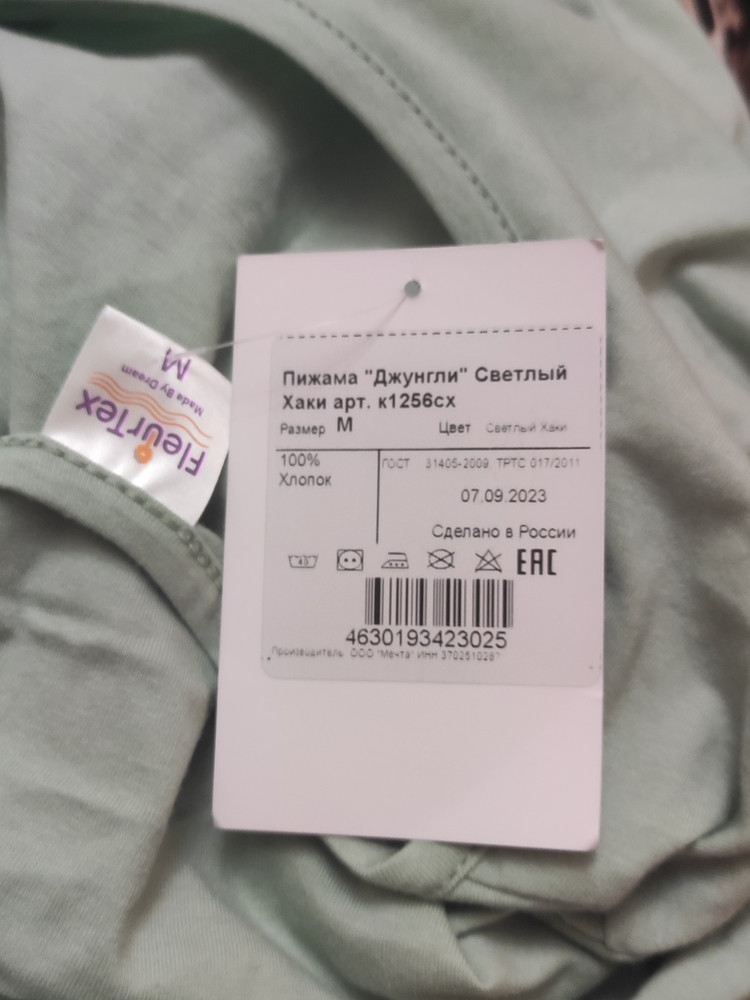 Пижама "Джунгли" Светлый
Хаки арт. к1256сх
Размер М Цвет Светлый Хаки
100%
Хлопок
ГОСТ 31405-2009, ТРТС 017/2011
07.09.2023
Сделано в России
40
EAC
4630193423025
Производитель: ООО "Мечта" ИНН 3702510287
FleurTex
Made By Dream
M